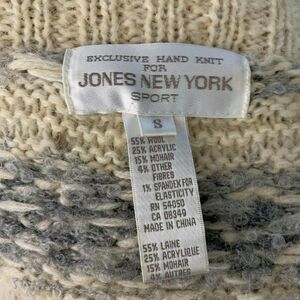 EXCLUSIVE HAND KNIT
FOR
JONES NEW YORK
SPORT
S
55% WOOL
25% ACRYLIC
15% MOHAIR
4% OTHER
FIBRES
1% SPANDEX FOR
ELASTICITY
RN 54050
CA 08349
MADE IN CHINA
55% LAINE
25% ACRYLIQUE
15% MOHAIR
4% AUTRES